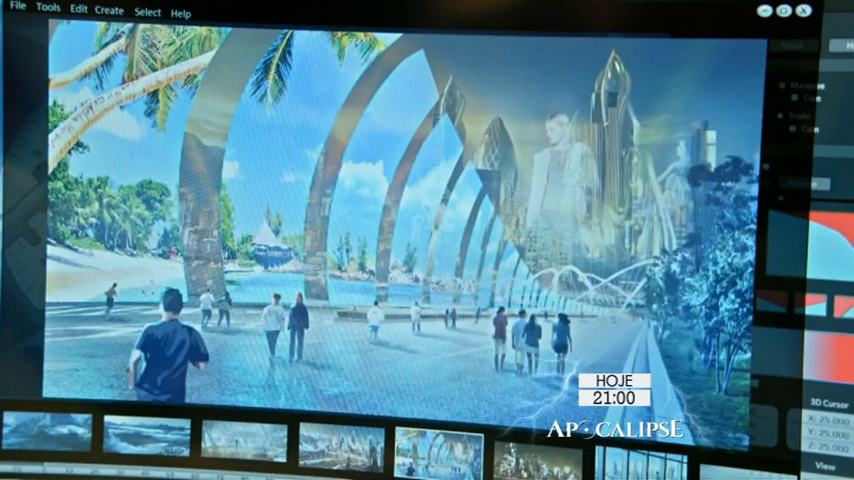 File Tools Edit Create Select Help
HOJE
21:00
APOCALIPSE
3D Cursor
X: 25.000
Y: 25.000
Z: 25.000
View